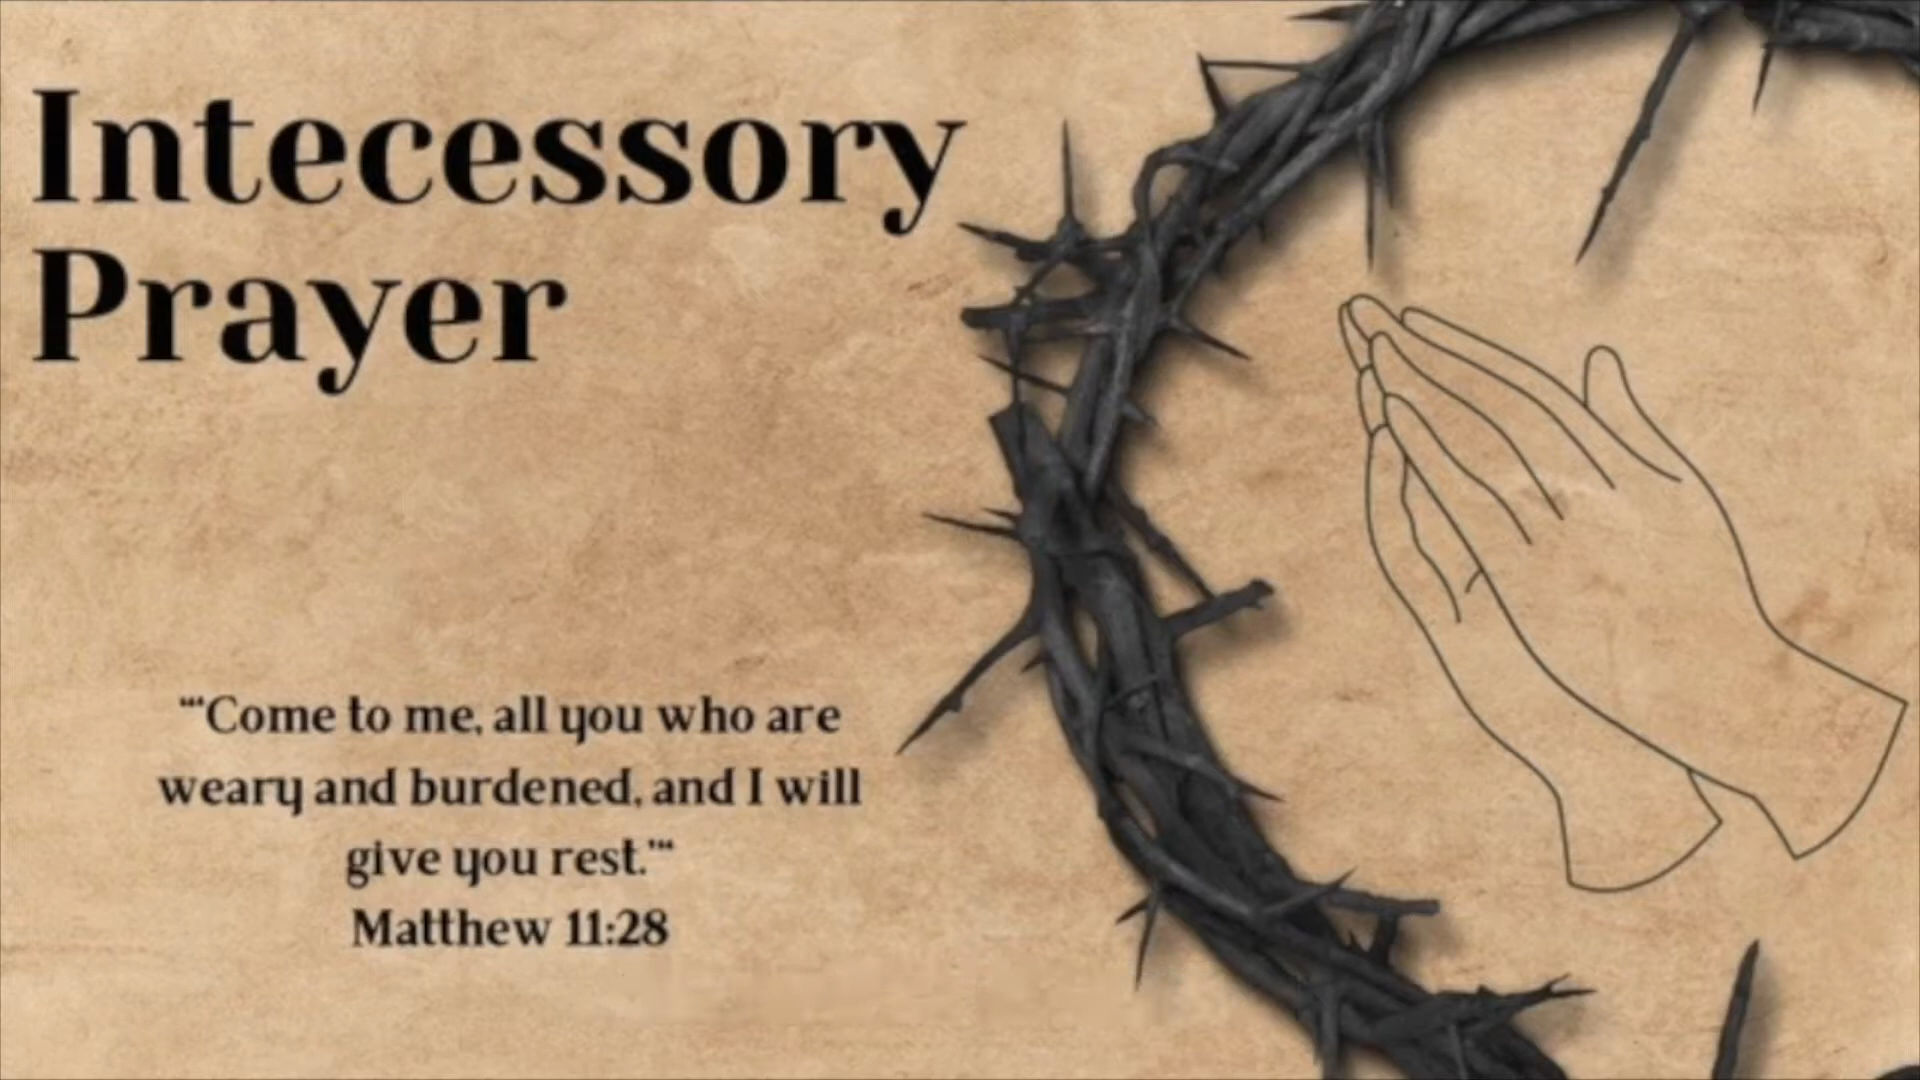 Intecessory
Prayer
"'Come to me, all you who are
weary and burdened, and I will
give you rest.'"
Matthew 11:28